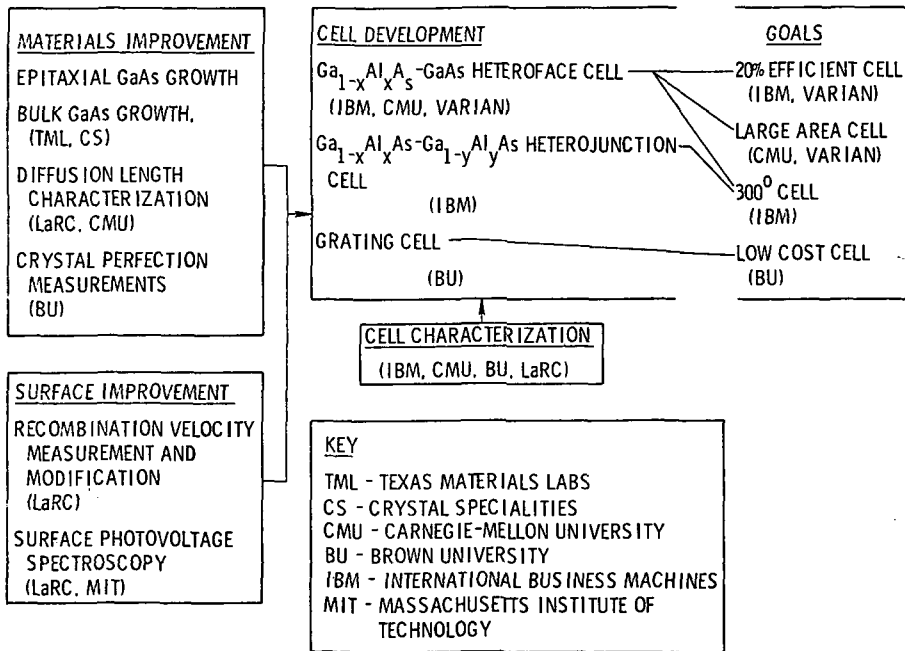 MATERIALS IMPROVEMENT
EPITAXIAL GaAs GROWTH
BULK GaAs GROWTH,
(TML, CS)
DIFFUSION LENGTH
CHARACTERIZATION
(LaRC, CMU)
CRYSTAL PERFECTION
MEASUREMENTS
(BU)
SURFACE IMPROVEMENT
RECOMBINATION VELOCITY
MEASUREMENT AND
MODIFICATION
(LaRC)
SURFACE PHOTOVOLTAGE
SPECTROSCOPY
(LaRC, MIT)
CELL DEVELOPMENT
Ga1-xAlxAs-GaAs HETEROFACE CELL
(IBM, CMU, VARIAN)
Ga1-xAlxAs-Ga1-yAlyAs HETEROJUNCTION
CELL
(IBM)
GRATING CELL
(BU)
GOALS
20% EFFICIENT CELL
(IBM, VARIAN)
LARGE AREA CELL
(CMU, VARIAN)
300° CELL
(IBM)
LOW COST CELL
(BU)
CELL CHARACTERIZATION
(IBM, CMU, BU, LaRC)
KEY
TML - TEXAS MATERIALS LABS
CS - CRYSTAL SPECIALITIES
CMU - CARNEGIE-MELLON UNIVERSITY
BU - BROWN UNIVERSITY
IBM - INTERNATIONAL BUSINESS MACHINES
MIT - MASSACHUSETTS INSTITUTE OF
TECHNOLOGY